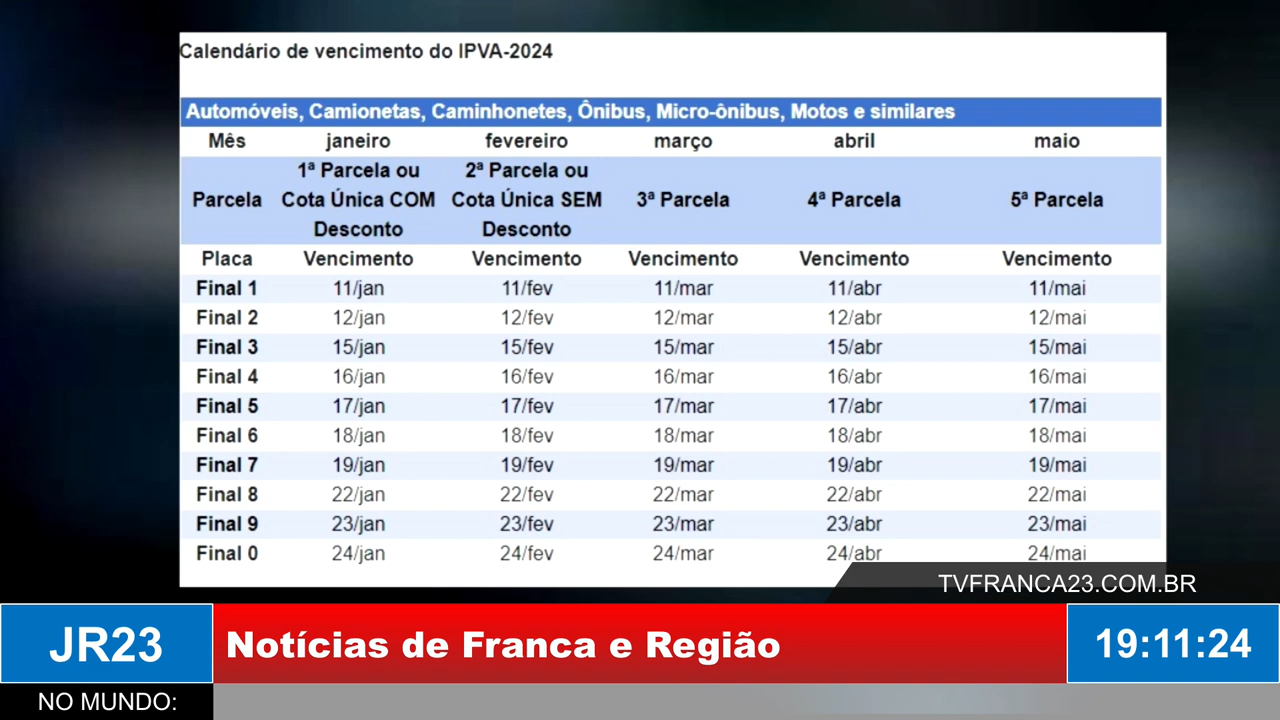 Calendário de vencimento do IPVA-2024
Automóveis, Camionetas, Caminhonetes, Ônibus, Micro-ônibus, Motos e similares
Mês janeiro fevereiro março abril maio
Parcela 1ª Parcela ou Cota Única COM Desconto 2ª Parcela ou Cota Única SEM Desconto 3ª Parcela 4ª Parcela 5ª Parcela
Placa Vencimento Vencimento Vencimento Vencimento Vencimento
Final 1 11/jan 11/fev 11/mar 11/abr 11/mai
Final 2 12/jan 12/fev 12/mar 12/abr 12/mai
Final 3 15/jan 15/fev 15/mar 15/abr 15/mai
Final 4 16/jan 16/fev 16/mar 16/abr 16/mai
Final 5 17/jan 17/fev 17/mar 17/abr 17/mai
Final 6 18/jan 18/fev 18/mar 18/abr 18/mai
Final 7 19/jan 19/fev 19/mar 19/abr 19/mai
Final 8 22/jan 22/fev 22/mar 22/abr 22/mai
Final 9 23/jan 23/fev 23/mar 23/abr 23/mai
Final 0 24/jan 24/fev 24/mar 24/abr 24/mai
TVFRANCA23.COM.BR
JR23 Notícias de Franca e Região 19:11:24
NO MUNDO: